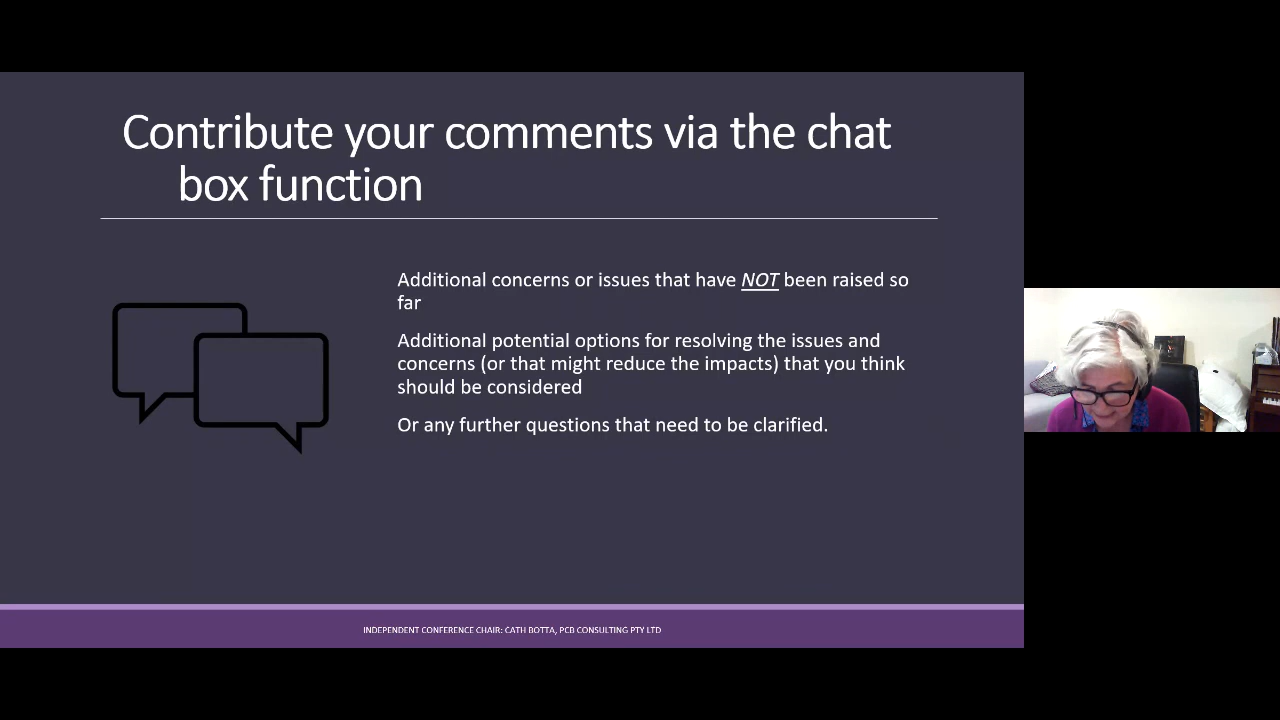 Contribute your comments via the chat
box function
Additional concerns or issues that have NOT been raised so
far
Additional potential options for resolving the issues and
concerns (or that might reduce the impacts) that you think
should be considered
Or any further questions that need to be clarified.
INDEPENDENT CONFERENCE CHAIR: CATH BOTTA, PCB CONSULTING PTY LTD